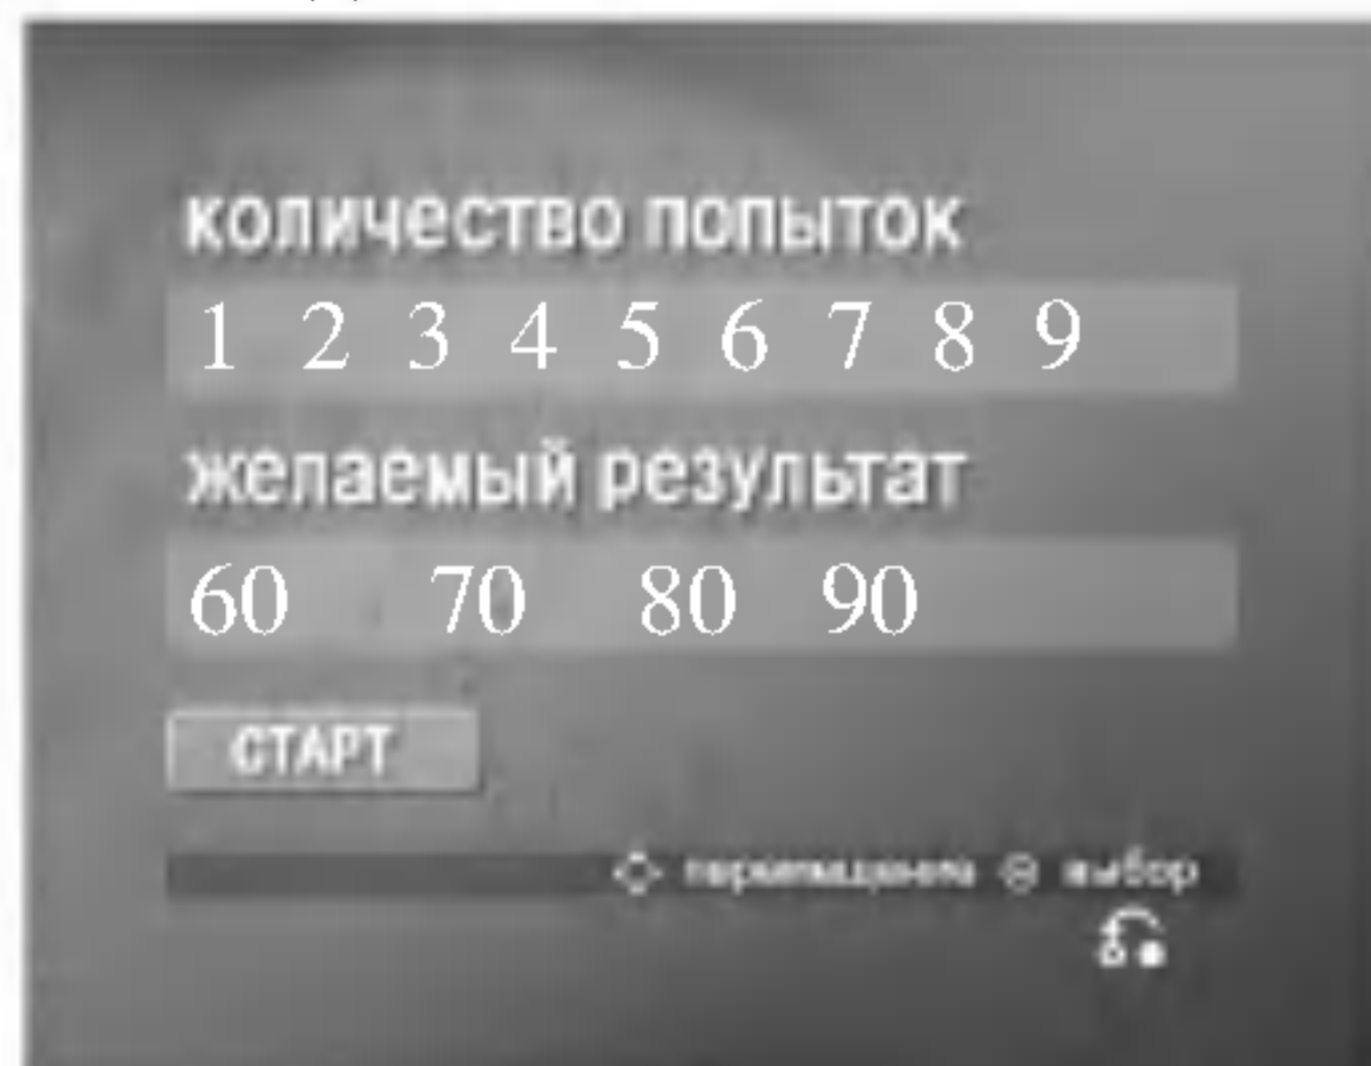 количество попыток
1 2 3 4 5 6 7 8 9
желаемый результат
60 70 80 90
СТАРТ
перемещение выбор